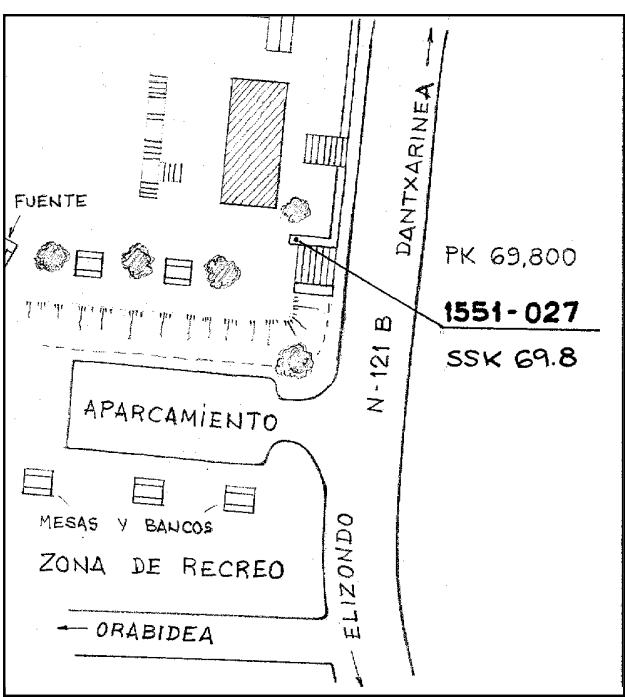 DANTXARINEA
FUENTE
PK 69,800
1551-027
SSK 69.8
N-121 B
APARCAMiENTO
MESAS Y BANCOS
ZONA DE RECREO
ELIZONDO
ORABIDEA